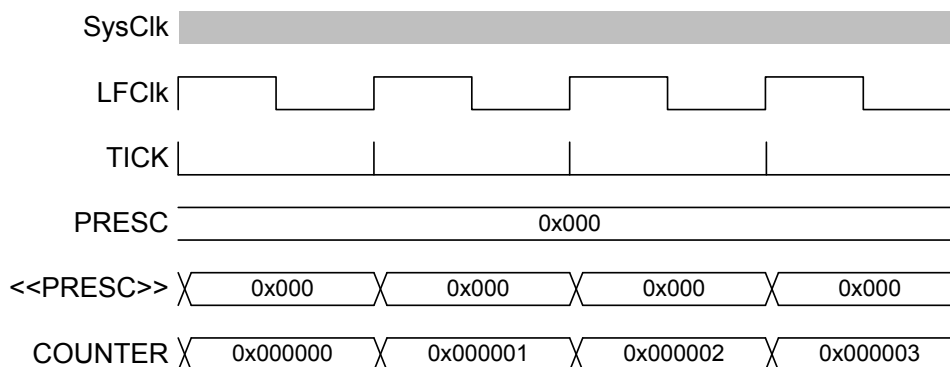 SysClk
LFClk
TICK
PRESC 0x000
<<PRESC>> 0x000 0x000 0x000 0x000
COUNTER 0x000000 0x000001 0x000002 0x000003